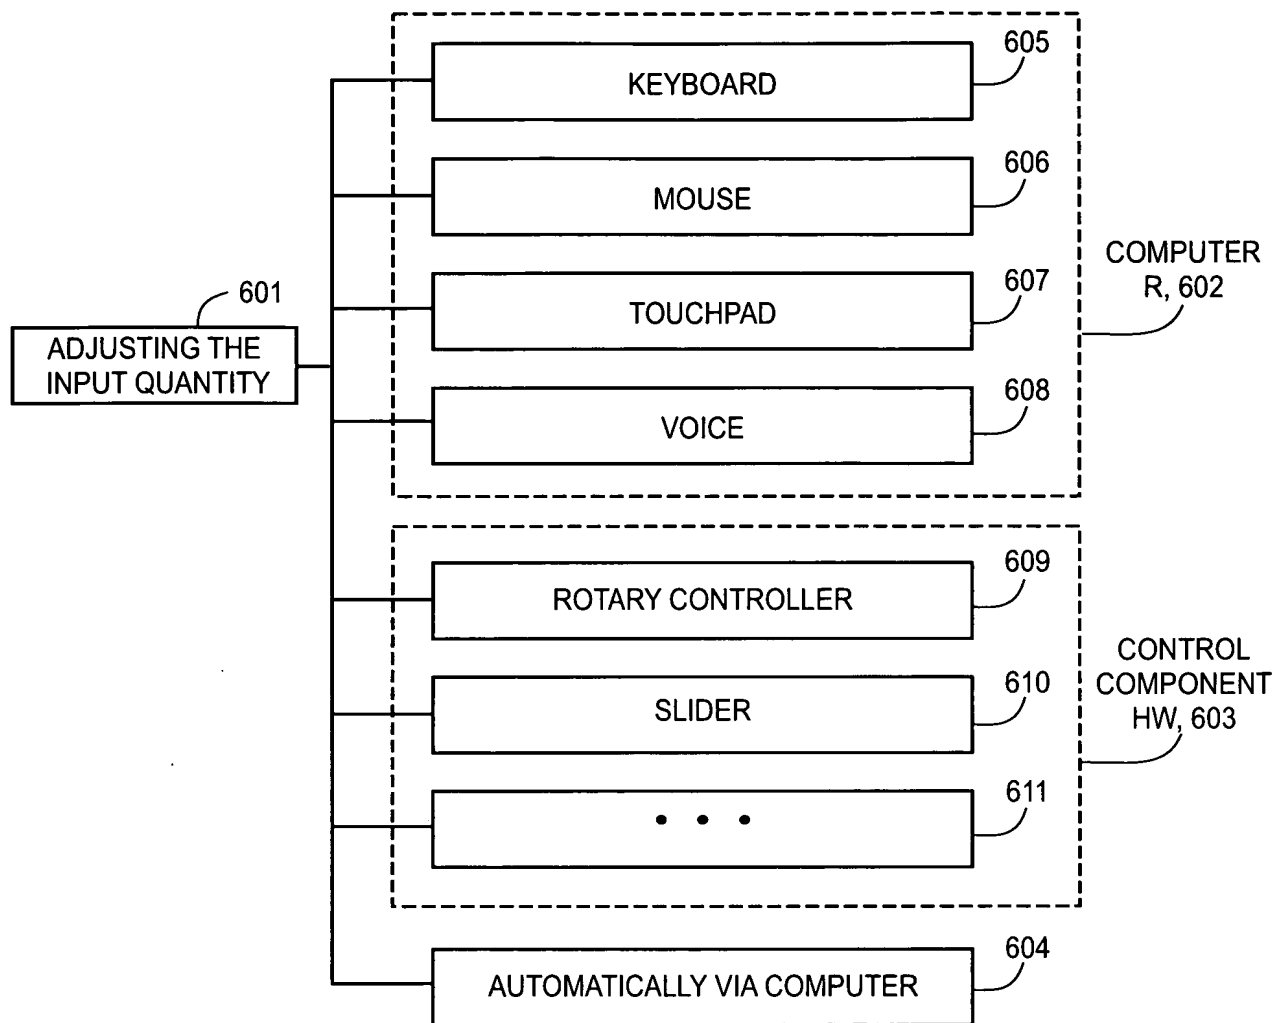 605
KEYBOARD
606
MOUSE
COMPUTER
R, 602
607
TOUCHPAD
601
ADJUSTING THE
INPUT QUANTITY
608
VOICE
609
ROTARY CONTROLLER
CONTROL
COMPONENT
HW, 603
610
SLIDER
611
• • •
604
AUTOMATICALLY VIA COMPUTER